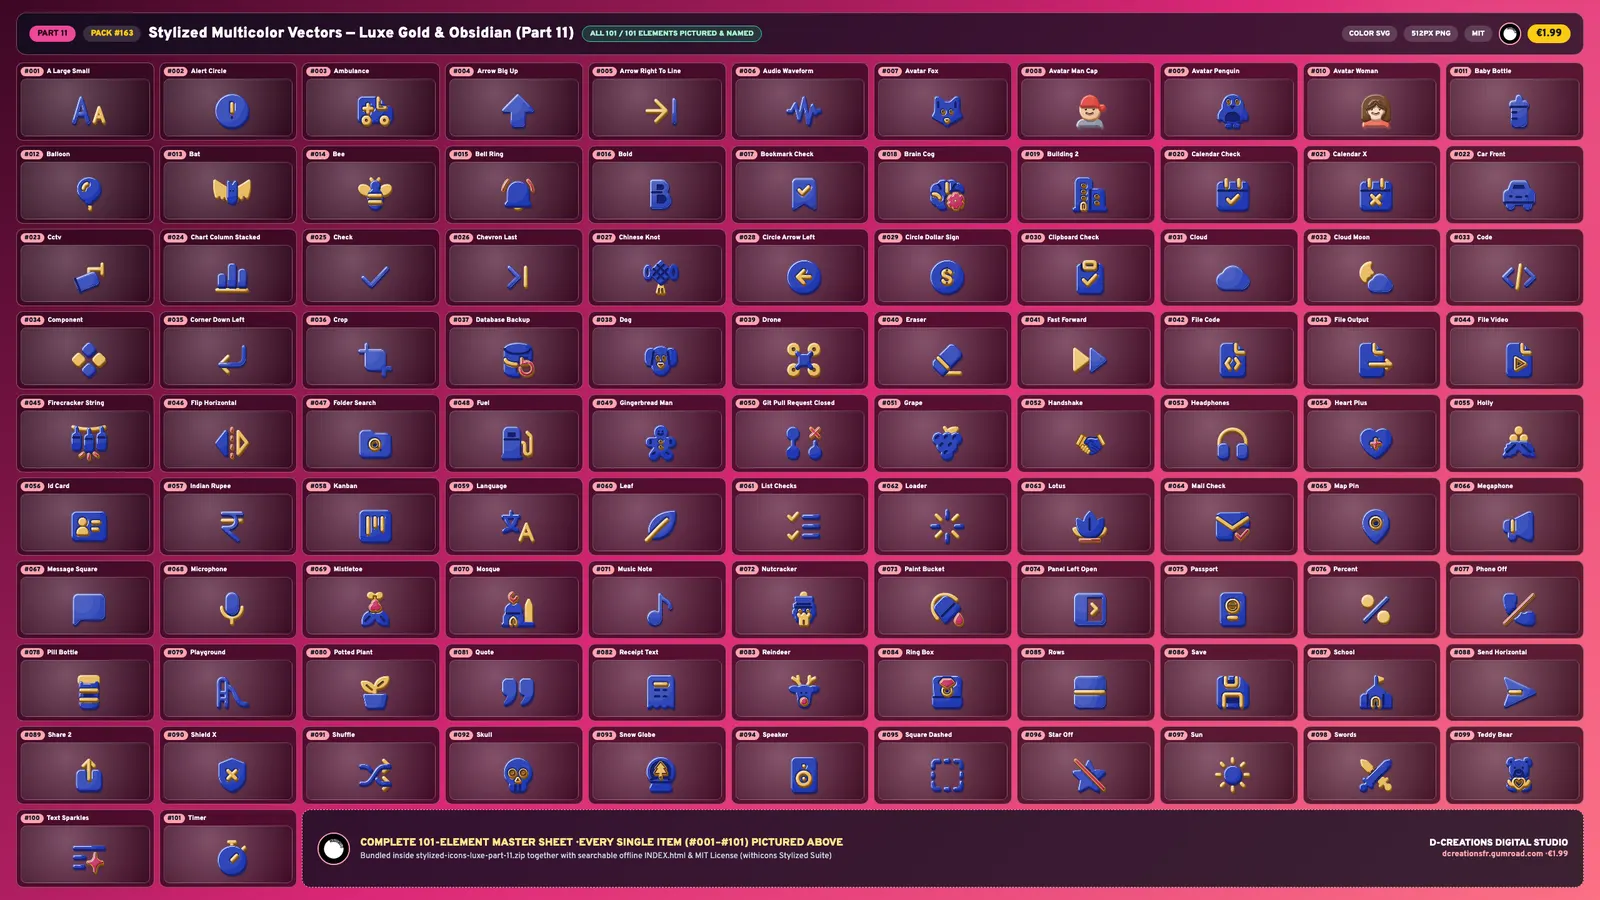 PART 11 PACK #163 Stylized Multicolor Vectors – Luxe Gold & Obsidian (Part 11) ALL 101 / 101 ELEMENTS PICTURED & NAMED COLOR SVG 512PX PNG MIT €1.99
#001 A Large Small #002 Alert Circle #003 Ambulance #004 Arrow Big Up #005 Arrow Right To Line #006 Audio Waveform #007 Avatar Fox #008 Avatar Man Cap #009 Avatar Penguin #010 Avatar Woman #011 Baby Bottle
#012 Balloon #013 Bat #014 Bee #015 Bell Ring #016 Bold #017 Bookmark Check #018 Brain Cog #019 Building 2 #020 Calendar Check #021 Calendar X #022 Car Front
#023 Cctv #024 Chart Column Stacked #025 Check #026 Chevron Last #027 Chinese Knot #028 Circle Arrow Left #029 Circle Dollar Sign #030 Clipboard Check #031 Cloud #032 Cloud Moon #033 Code
#034 Component #035 Corner Down Left #036 Crop #037 Database Backup #038 Dog #039 Drone #040 Eraser #041 Fast Forward #042 File Code #043 File Output #044 File Video
#045 Firecracker String #046 Flip Horizontal #047 Folder Search #048 Fuel #049 Gingerbread Man #050 Git Pull Request Closed #051 Grape #052 Handshake #053 Headphones #054 Heart Plus #055 Holly
#056 Id Card #057 Indian Rupee #058 Kanban #059 Language #060 Leaf #061 List Checks #062 Loader #063 Lotus #064 Mail Check #065 Map Pin #066 Megaphone
#067 Message Square #068 Microphone #069 Mistletoe #070 Mosque #071 Music Note #072 Nutcracker #073 Paint Bucket #074 Panel Left Open #075 Passport #076 Percent #077 Phone Off
#078 Pill Bottle #079 Playground #080 Potted Plant #081 Quote #082 Receipt Text #083 Reindeer #084 Ring Box #085 Rows #086 Save #087 School #088 Send Horizontal
#089 Share 2 #090 Shield X #091 Shuffle #092 Skull #093 Snow Globe #094 Speaker #095 Square Dashed #096 Star Off #097 Sun #098 Swords #099 Teddy Bear
#100 Text Sparkles #101 Timer
COMPLETE 101-ELEMENT MASTER SHEET · EVERY SINGLE ITEM (#001–#101) PICTURED ABOVE
Bundled inside stylized-icons-luxe-part-11.zip together with searchable offline INDEX.html & MIT License (withicons Stylized Suite)
D-CREATIONS DIGITAL STUDIO
dcreationsfr.gumroad.com · €1.99